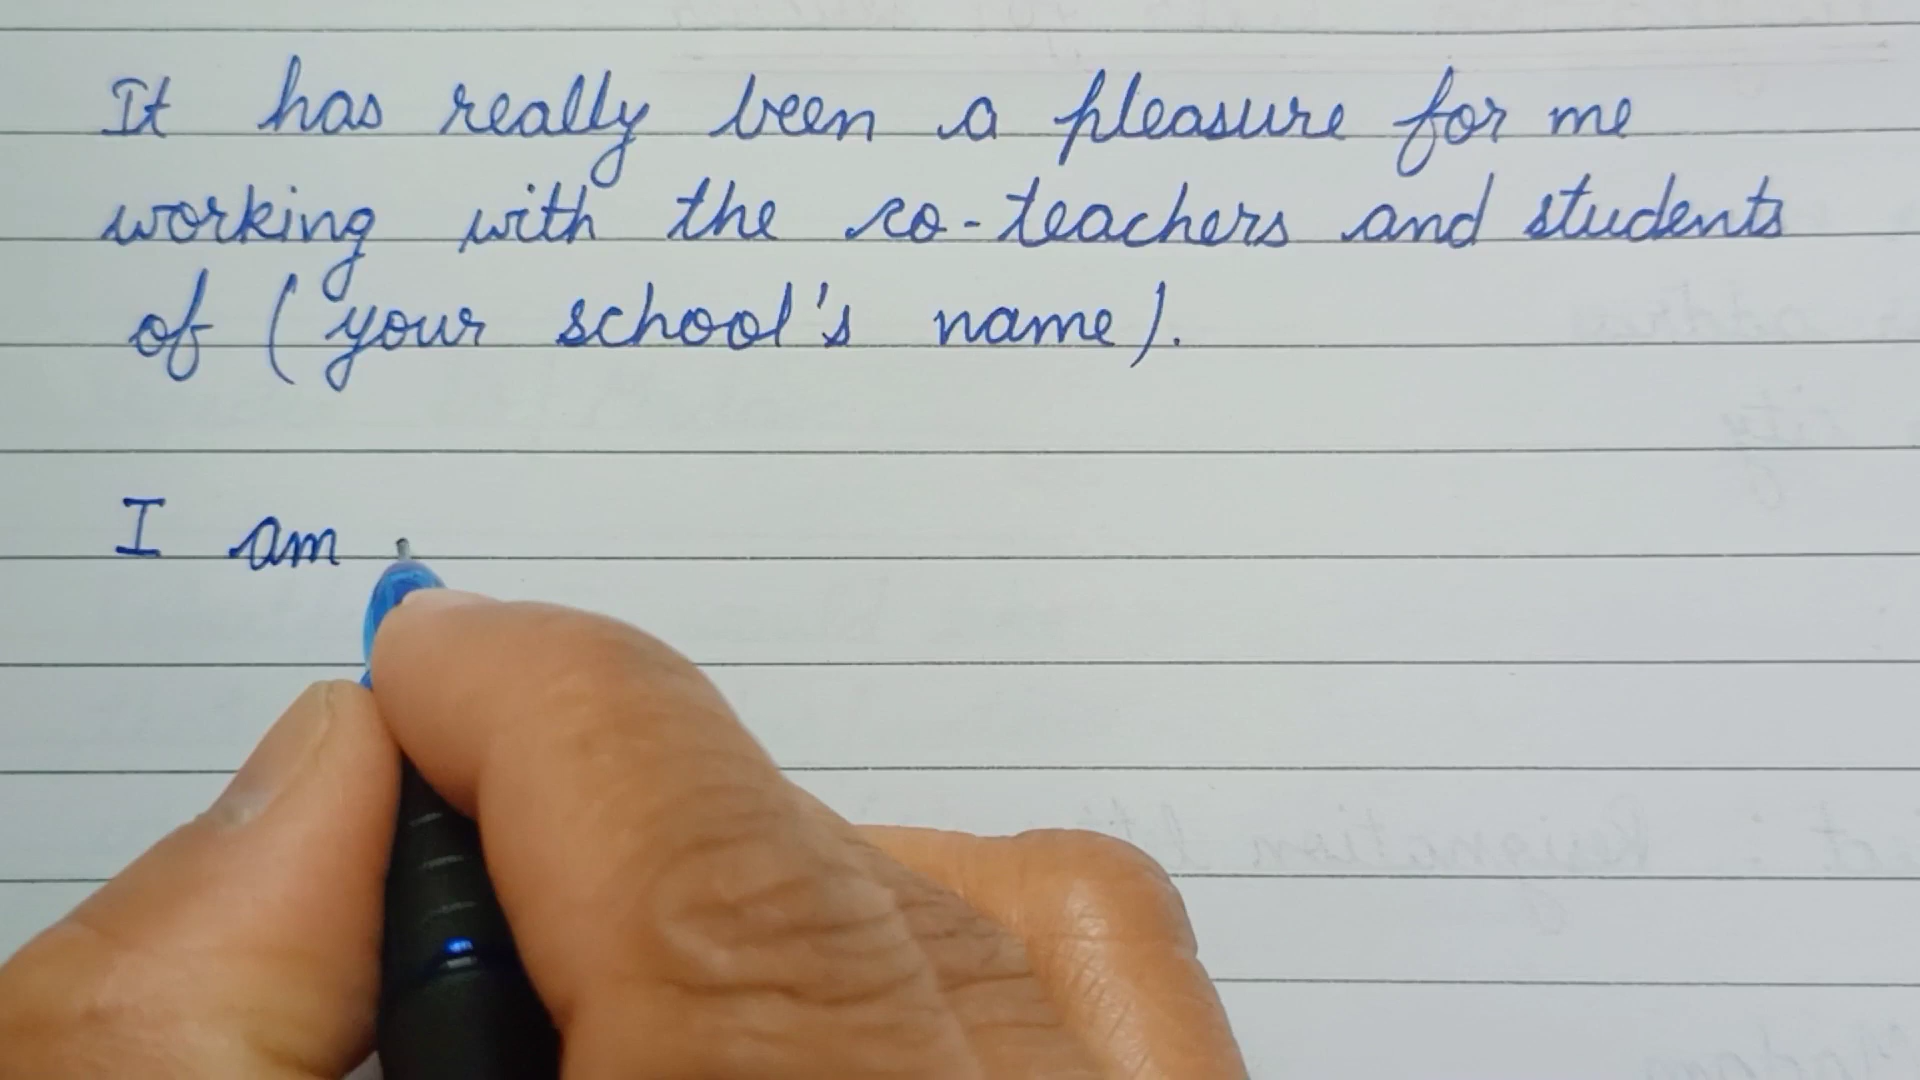 It has really been a pleasure for me
working with the co-teachers and students
of (your school's name).
I am